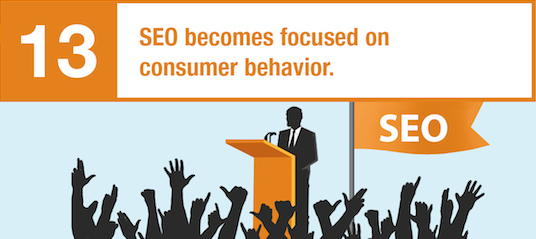 13
SEO becomes focused on
consumer behavior.
SEO